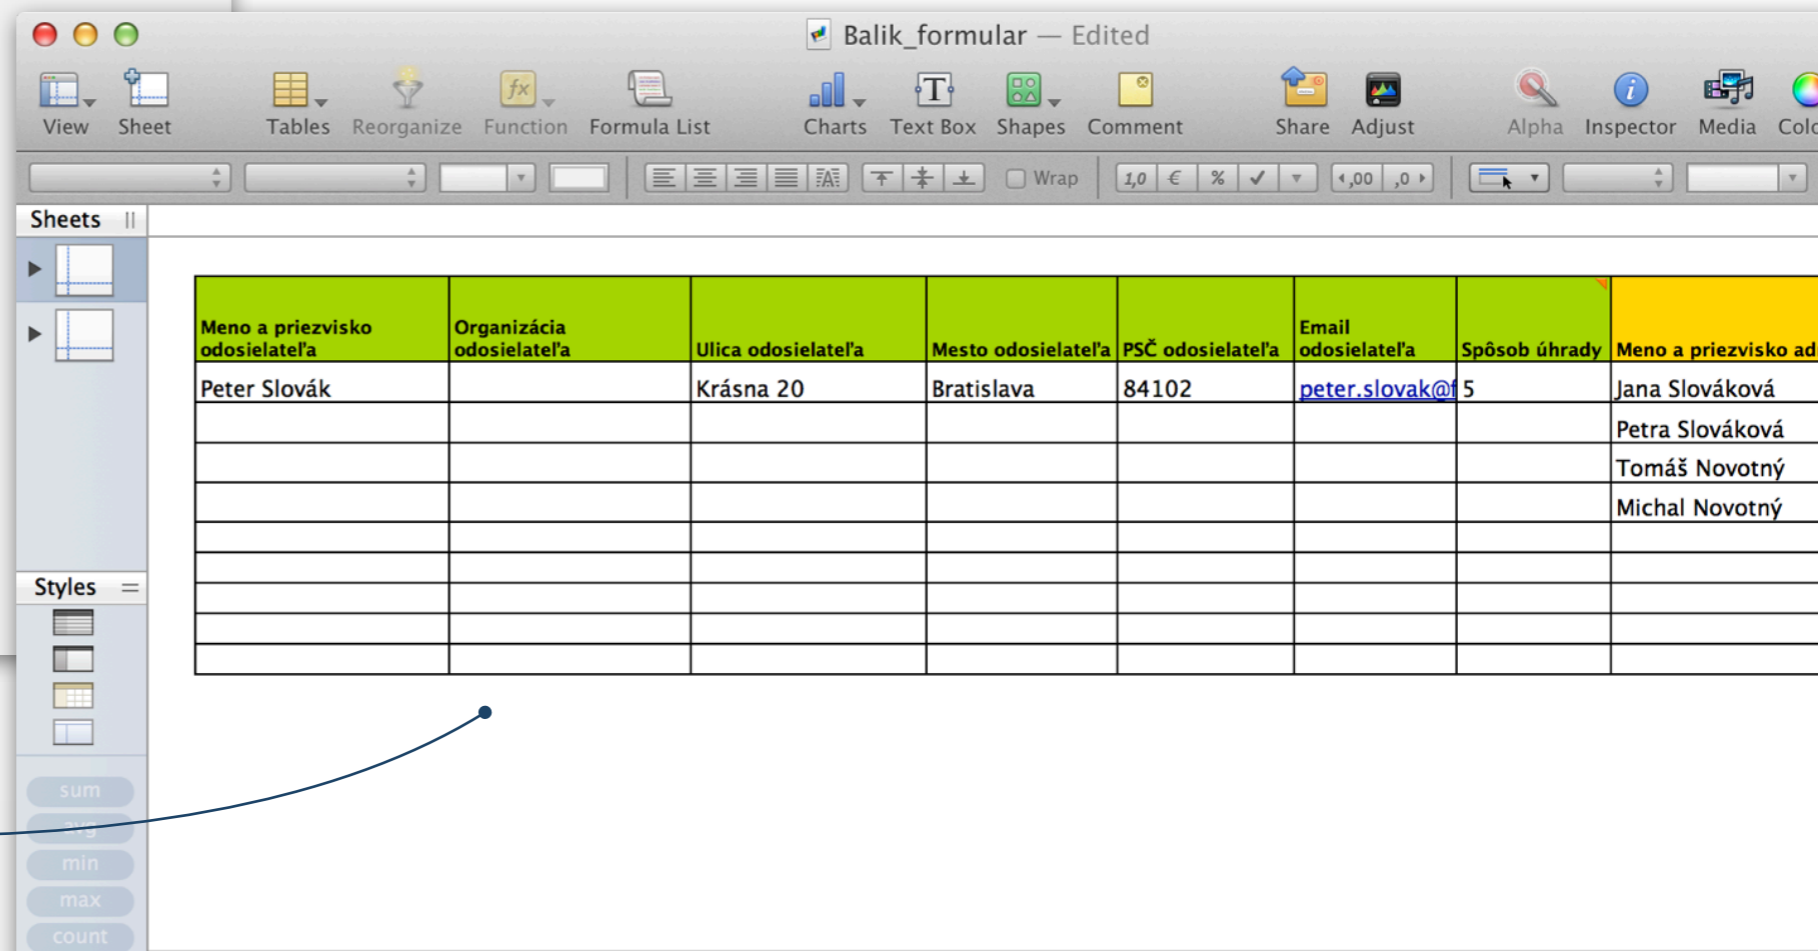 Balik_formular — Edited
View Sheet Tables Reorganize Function Formula List Charts Text Box Shapes Comment Share Adjust Alpha Inspector Media
Wrap 1,0 € % ,00 ,0
Sheets
Meno a priezvisko odosielateľa Organizácia odosielateľa Ulica odosielateľa Mesto odosielateľa PSČ odosielateľa Email odosielateľa Spôsob úhrady Meno a priezvisko
Peter Slovák Krásna 20 Bratislava 84102 peter.slovak@ 5 Jana Slováková
Petra Slováková
Tomáš Novotný
Michal Novotný
Styles
sum
avg
min
max
count